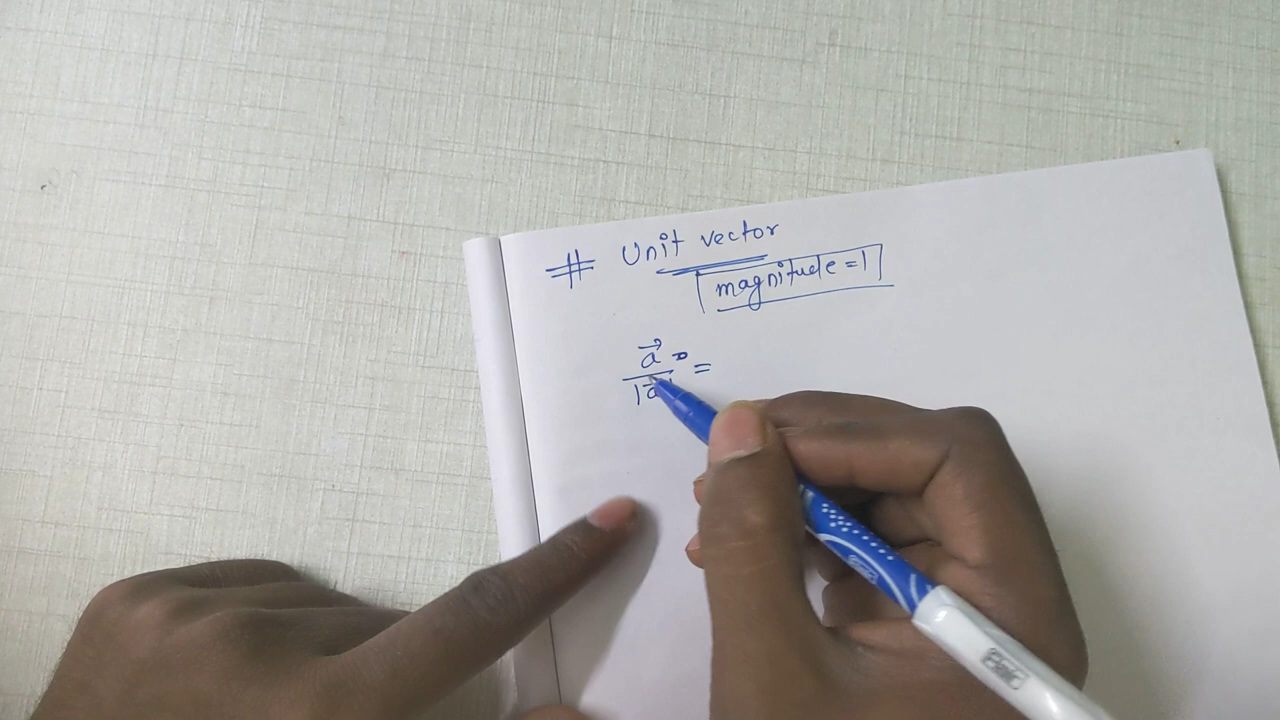 # Unit vector
magnitude = 1
a⃗ =
|a⃗|